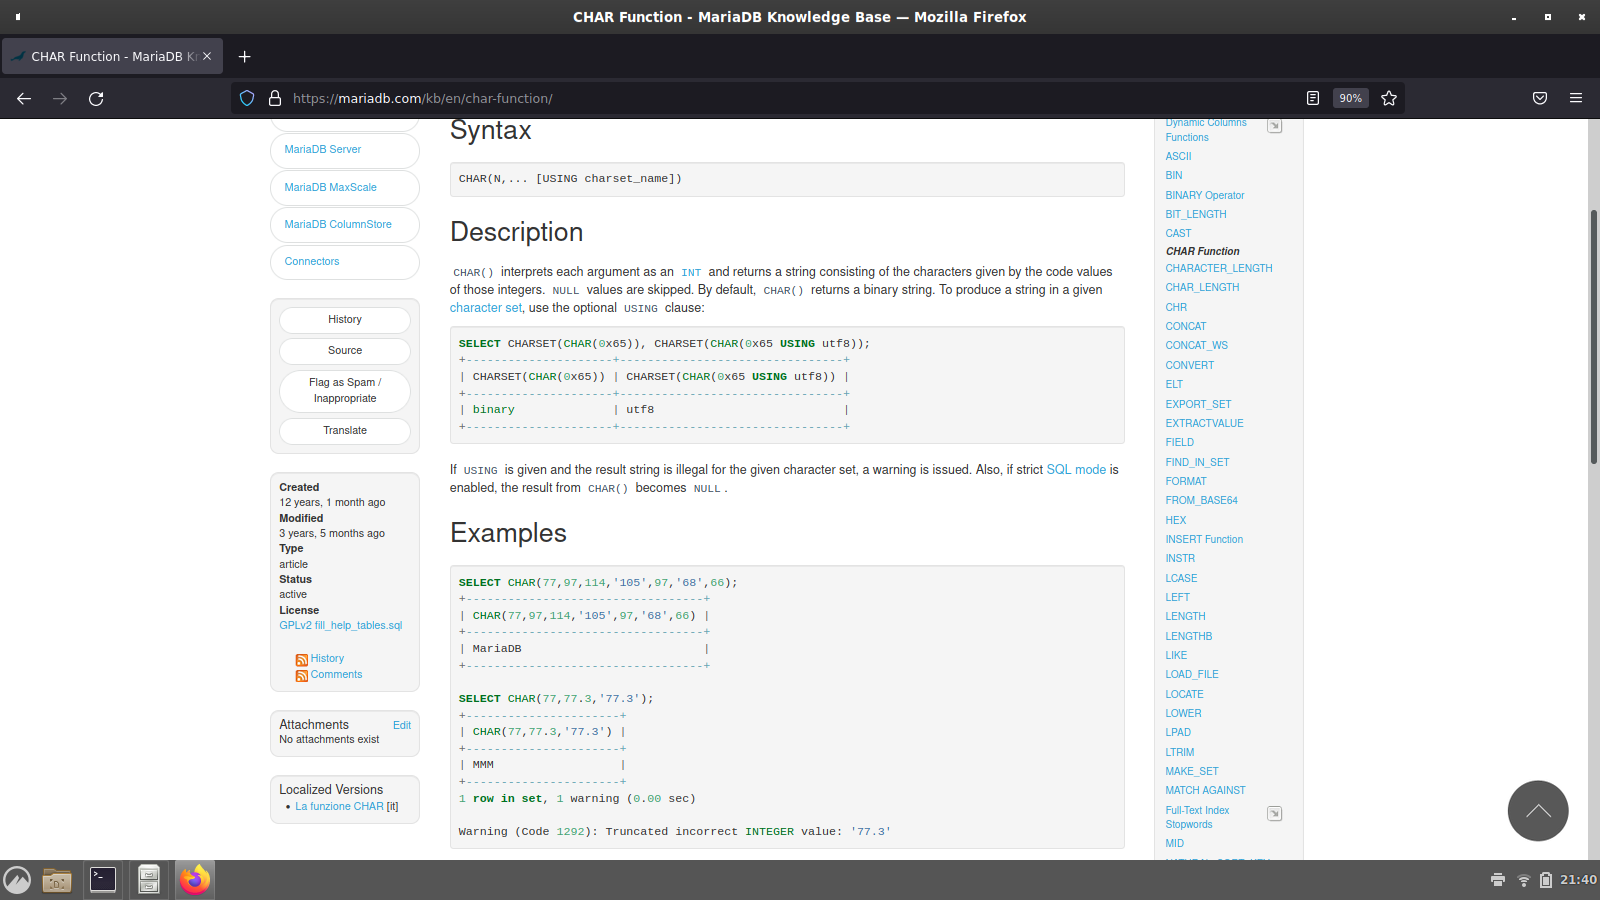 CHAR Function - MariaDB Knowledge Base — Mozilla Firefox
CHAR Function - MariaDB Kn
https://mariadb.com/kb/en/char-function/
90%
MariaDB Server
MariaDB MaxScale
MariaDB ColumnStore
Connectors
History
Source
Flag as Spam /
Inappropriate
Translate
Created
12 years, 1 month ago
Modified
3 years, 5 months ago
Type
article
Status
active
License
GPLv2 fill_help_tables.sql
History
Comments
Attachments Edit
No attachments exist
Localized Versions
• La funzione CHAR [it]
Syntax
CHAR(N,... [USING charset_name])
Description
CHAR() interprets each argument as an INT and returns a string consisting of the characters given by the code values
of those integers. NULL values are skipped. By default, CHAR() returns a binary string. To produce a string in a given
character set, use the optional USING clause:
SELECT CHARSET(CHAR(0x65)), CHARSET(CHAR(0x65 USING utf8));
+---------------------+--------------------------------+
| CHARSET(CHAR(0x65)) | CHARSET(CHAR(0x65 USING utf8)) |
+---------------------+--------------------------------+
| binary              | utf8                           |
+---------------------+--------------------------------+
If USING is given and the result string is illegal for the given character set, a warning is issued. Also, if strict SQL mode is
enabled, the result from CHAR() becomes NULL.
Examples
SELECT CHAR(77,97,114,'105',97,'68',66);
+----------------------------------+
| CHAR(77,97,114,'105',97,'68',66) |
+----------------------------------+
| MariaDB                          |
+----------------------------------+
SELECT CHAR(77,77.3,'77.3');
+----------------------+
| CHAR(77,77.3,'77.3') |
+----------------------+
| MMM                  |
+----------------------+
1 row in set, 1 warning (0.00 sec)
Warning (Code 1292): Truncated incorrect INTEGER value: '77.3'
Dynamic Columns
Functions
ASCII
BIN
BINARY Operator
BIT_LENGTH
CAST
CHAR Function
CHARACTER_LENGTH
CHAR_LENGTH
CHR
CONCAT
CONCAT_WS
CONVERT
ELT
EXPORT_SET
EXTRACTVALUE
FIELD
FIND_IN_SET
FORMAT
FROM_BASE64
HEX
INSERT Function
INSTR
LCASE
LEFT
LENGTH
LENGTHB
LIKE
LOAD_FILE
LOCATE
LOWER
LPAD
LTRIM
MAKE_SET
MATCH AGAINST
Full-Text Index
Stopwords
MID
21:40